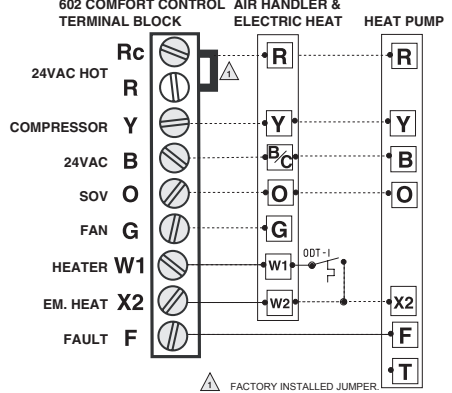 602 COMFORT CONTROL AIR HANDLER &
TERMINAL BLOCK ELECTRIC HEAT HEAT PUMP
Rc R R
24VAC HOT 1
R
COMPRESSOR Y Y Y
24VAC B B/C B
SOV O O O
FAN G G
HEATER W1 W1 ODT-1
EM. HEAT X2 W2 X2
FAULT F F
T
1 FACTORY INSTALLED JUMPER.